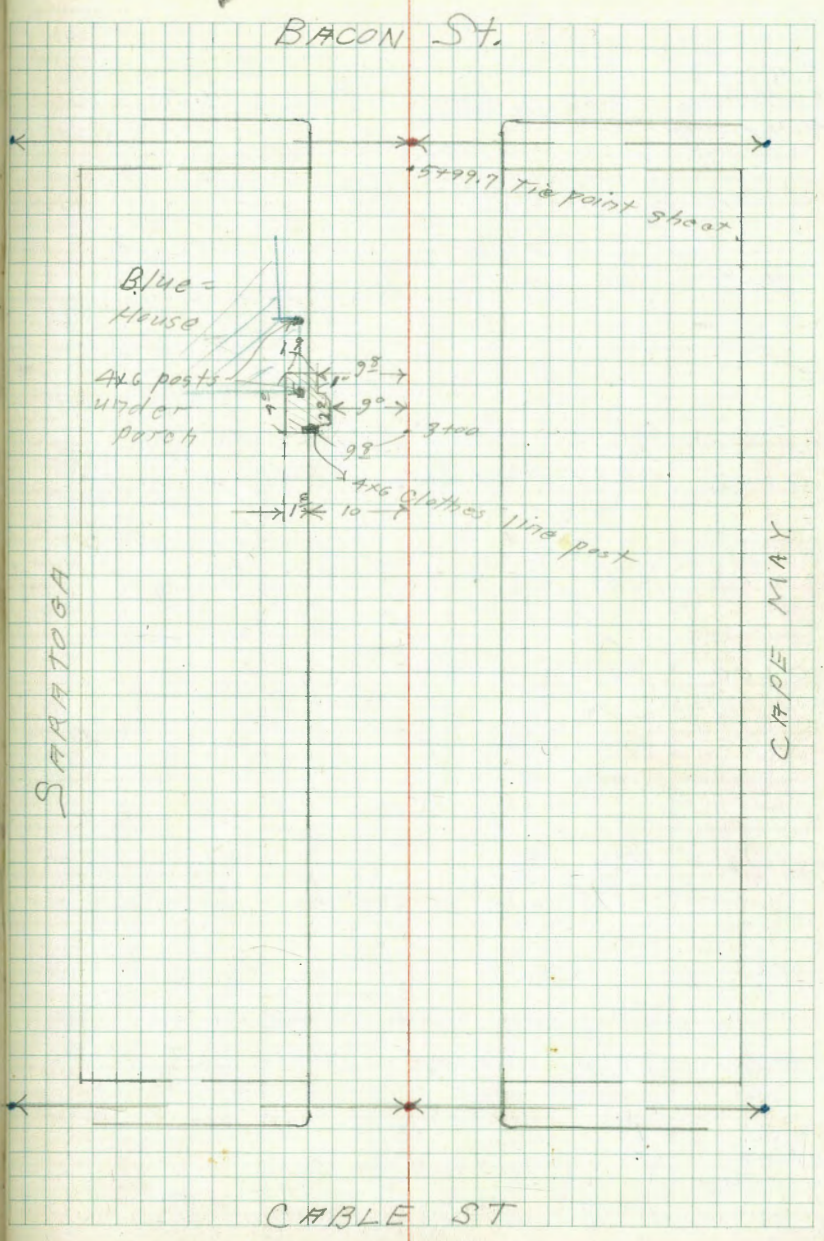 BACON St.
5+99.7 Tie point sheet
Blue =
House
4x6 posts
under
porch
9⁸
9⁰
3+00
9⁸
4x6 Clothes line post
10
SARATOGA
CAPE MAY
CABLE ST